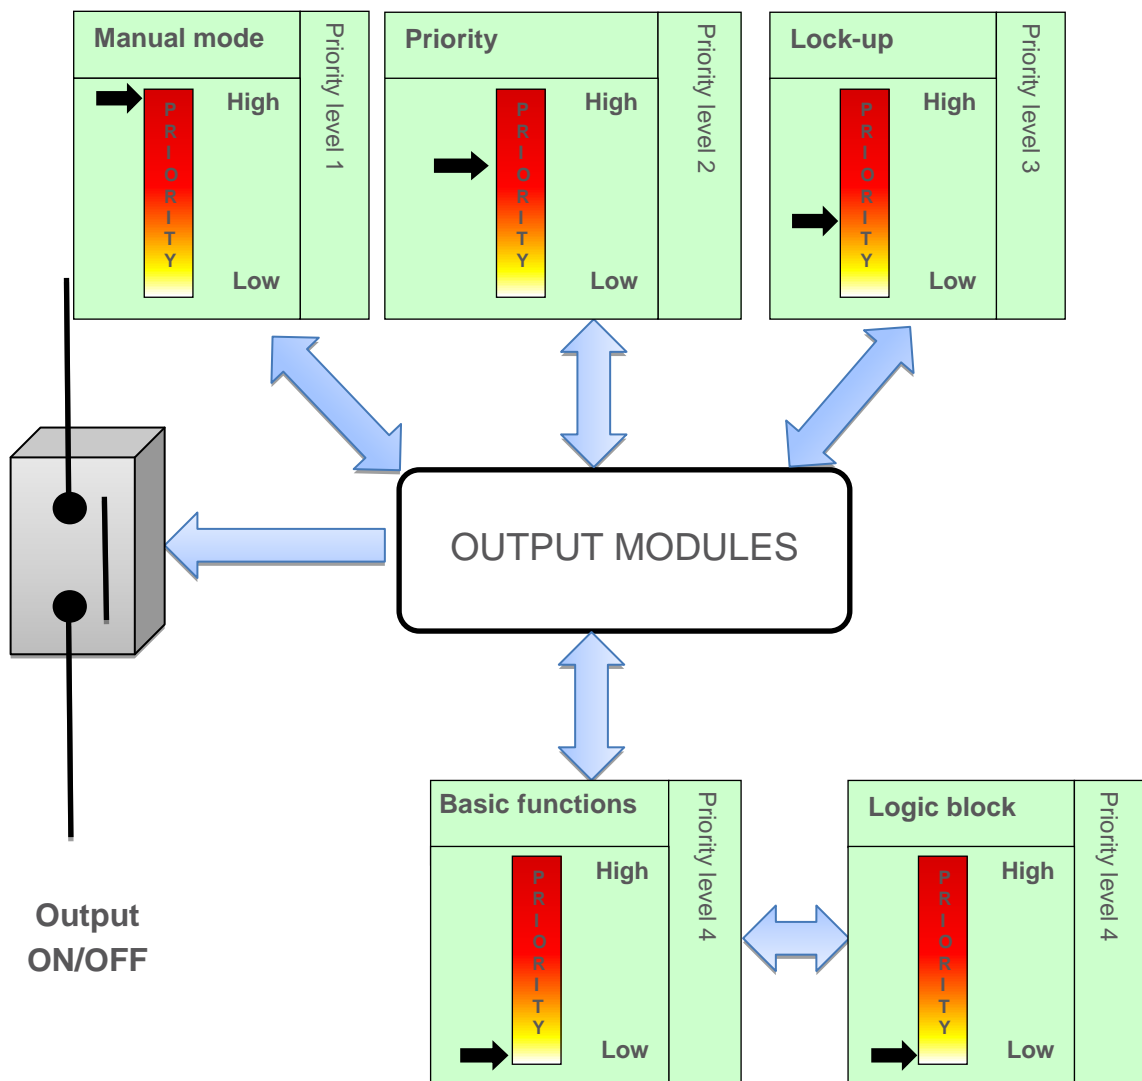 Manual mode
Priority level 1
High
PRIORITY
Low
Priority
Priority level 2
High
PRIORITY
Low
Lock-up
Priority level 3
High
PRIORITY
Low
OUTPUT MODULES
Output
ON/OFF
Basic functions
Priority level 4
High
PRIORITY
Low
Logic block
Priority level 4
High
PRIORITY
Low